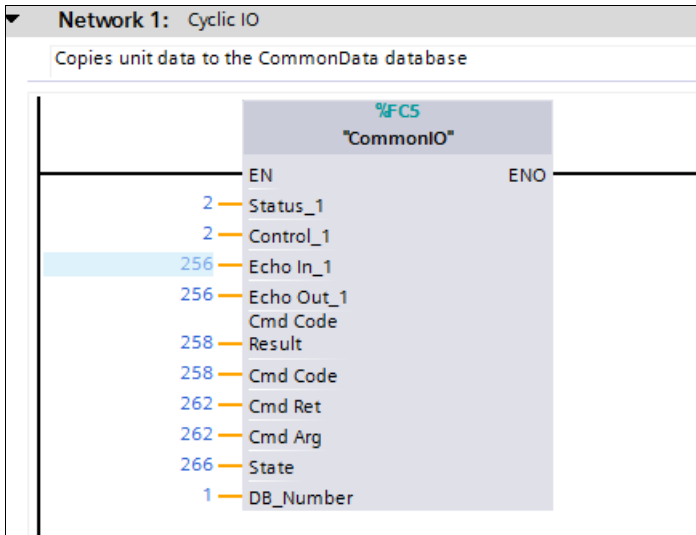 Network 1: Cyclic IO
Copies unit data to the CommonData database
%FC5
"CommonIO"
EN ENO
2 Status_1
2 Control_1
256 Echo In_1
256 Echo Out_1
Cmd Code
258 Result
258 Cmd Code
262 Cmd Ret
262 Cmd Arg
266 State
1 DB_Number